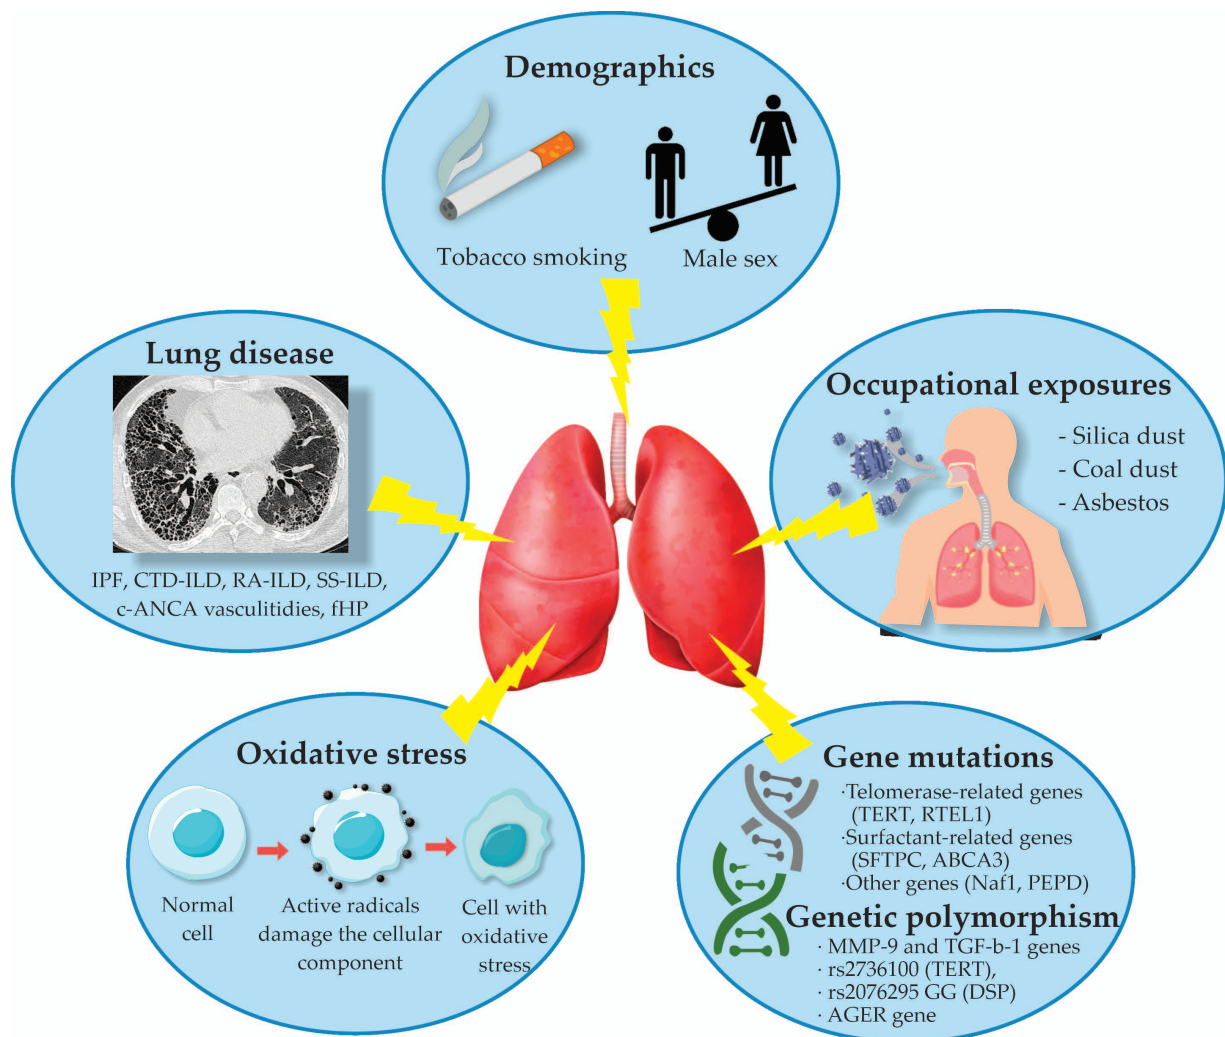 Demographics
Tobacco smoking
Male sex
Lung disease
IPF, CTD-ILD, RA-ILD, SS-ILD,
c-ANCA vasculitidies, fHP
Occupational exposures
- Silica dust
- Coal dust
- Asbestos
Oxidative stress
Normal
cell
Active radicals
damage the cellular
component
Cell with
oxidative
stress
Gene mutations
·Telomerase-related genes
(TERT, RTEL1)
·Surfactant-related genes
(SFTPC, ABCA3)
·Other genes (Naf1, PEPD)
Genetic polymorphism
· MMP-9 and TGF-b-1 genes
· rs2736100 (TERT),
· rs2076295 GG (DSP)
· AGER gene